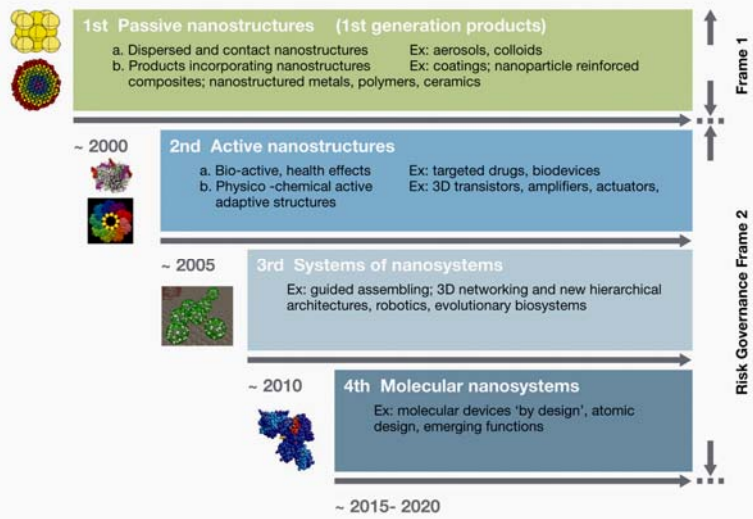 1st Passive nanostructures (1st generation products)
a. Dispersed and contact nanostructures Ex: aerosols, colloids
b. Products incorporating nanostructures Ex: coatings; nanoparticle reinforced
composites; nanostructured metals, polymers, ceramics
Frame 1
~ 2000
2nd Active nanostructures
a. Bio-active, health effects Ex: targeted drugs, biodevices
b. Physico -chemical active Ex: 3D transistors, amplifiers, actuators,
adaptive structures
~ 2005
3rd Systems of nanosystems
Ex: guided assembling; 3D networking and new hierarchical
architectures, robotics, evolutionary biosystems
Risk Governance Frame 2
~ 2010
4th Molecular nanosystems
Ex: molecular devices ‘by design’, atomic
design, emerging functions
~ 2015- 2020